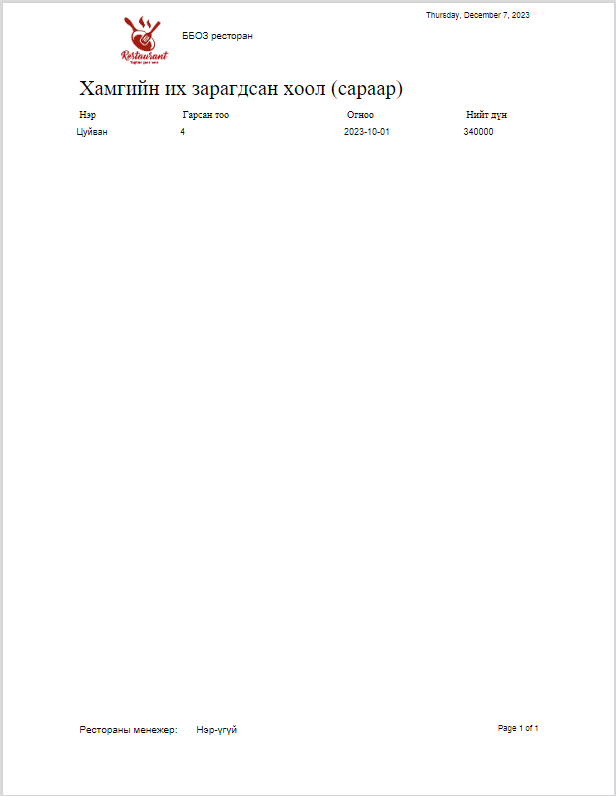 Thursday, December 7, 2023
ББОЗ ресторан
Restaurant
Хамгийн их зарагдсан хоол (сараар)
Нэр Гарсан тоо Огноо Нийт дүн
Цуйван 4 2023-10-01 340000
Рестораны менежер: Нэр-үгүй Page 1 of 1